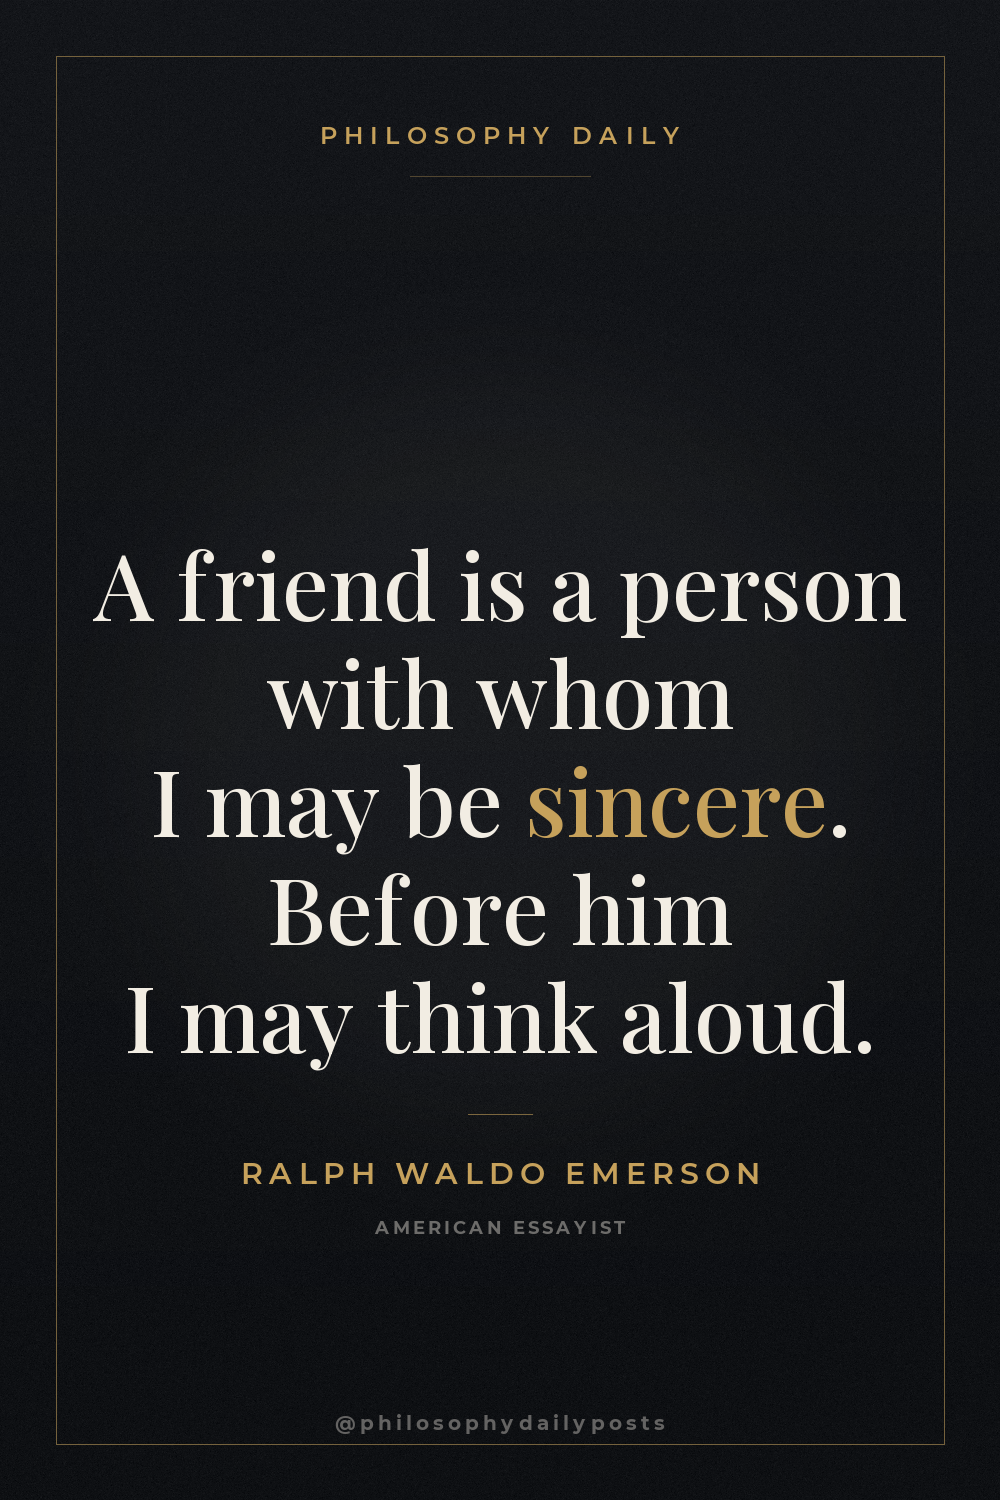 PHILOSOPHY DAILY
A friend is a person
with whom
I may be sincere.
Before him
I may think aloud.
RALPH WALDO EMERSON
AMERICAN ESSAYIST
@philosophydailyposts